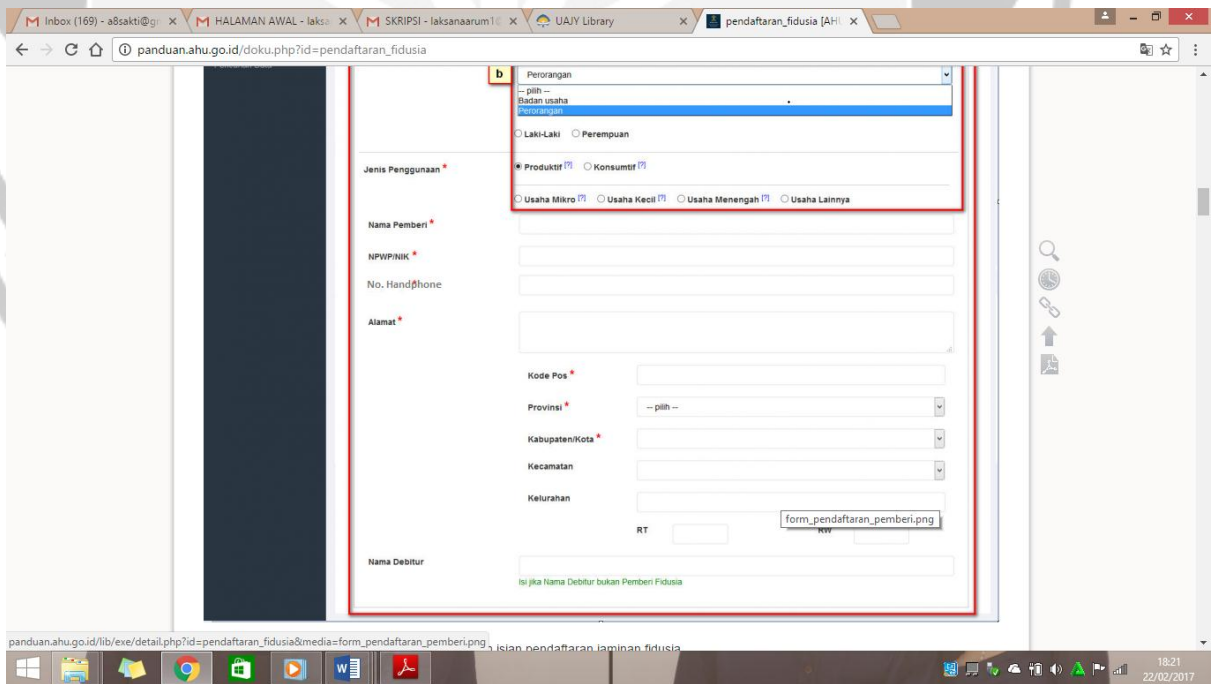 Inbox (169) - a8sakti@g
HALAMAN AWAL - laksa
SKRIPSI - laksanaarum1
UAJY Library
pendaftaran_fidusia [AH
panduan.ahu.go.id/doku.php?id=pendaftaran_fidusia
b Perorangan
-- pilih --
Badan usaha
Perorangan
Laki-Laki Perempuan
Jenis Penggunaan * Produktif [?] Konsumtif [?]
Usaha Mikro [?] Usaha Kecil [?] Usaha Menengah [?] Usaha Lainnya
Nama Pemberi *
NPWP/NIK *
No. Handphone *
Alamat *
Kode Pos *
Provinsi * -- pilih --
Kabupaten/Kota *
Kecamatan
Kelurahan
form_pendaftaran_pemberi.png
RT RW
Nama Debitur
Isi jika Nama Debitur bukan Pemberi Fidusia
panduan.ahu.go.id/lib/exe/detail.php?id=pendaftaran_fidusia&media=form_pendaftaran_pemberi.png
isian pendaftaran jaminan fidusia
18:21
22/02/2017